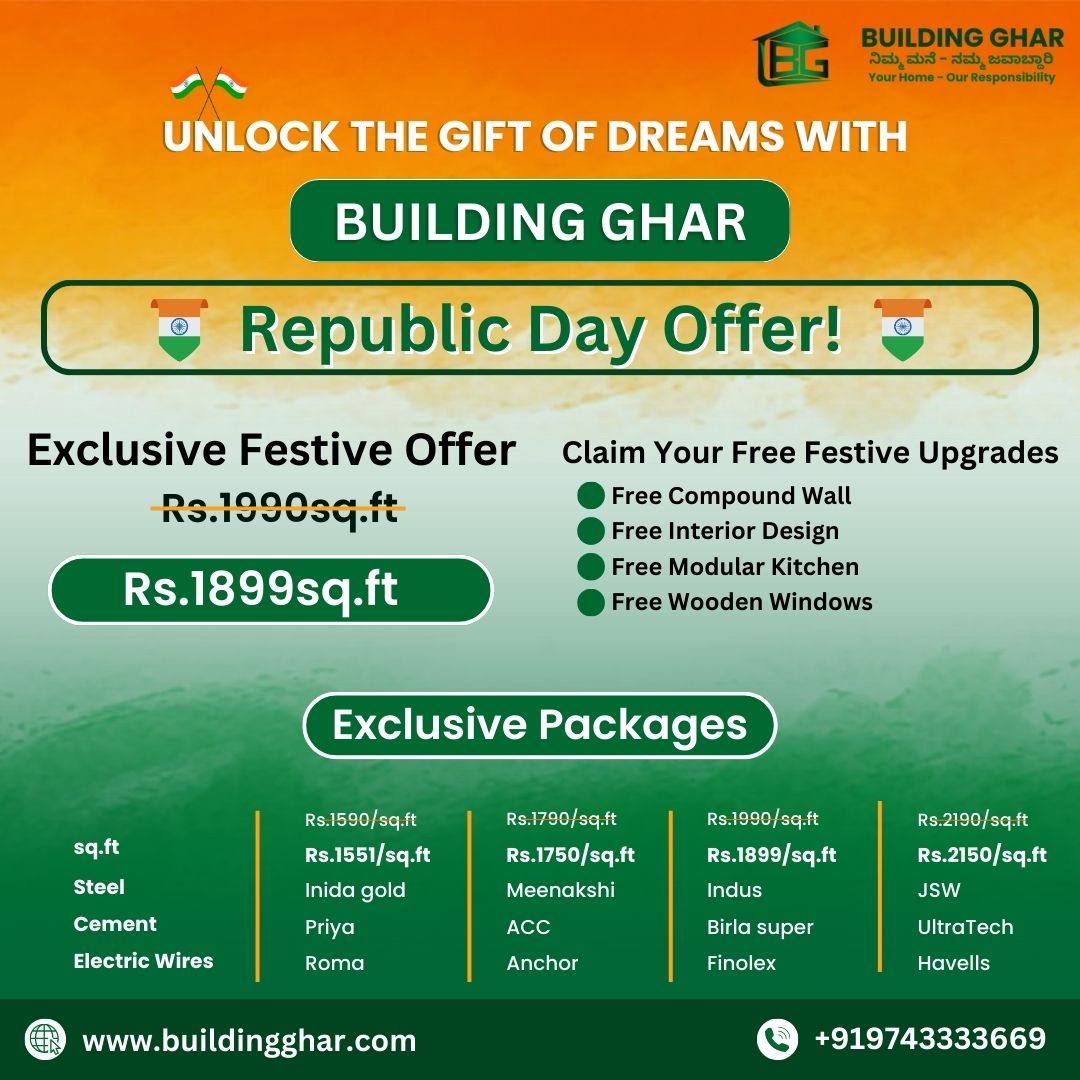 BG
BUILDING GHAR
ನಿಮ್ಮ ಮನೆ - ನಮ್ಮ ಜವಾಬ್ದಾರಿ
Your Home - Our Responsibility
UNLOCK THE GIFT OF DREAMS WITH
BUILDING GHAR
Republic Day Offer!
Exclusive Festive Offer
Rs.1990sq.ft
Rs.1899sq.ft
Claim Your Free Festive Upgrades
Free Compound Wall
Free Interior Design
Free Modular Kitchen
Free Wooden Windows
Exclusive Packages
Rs.1590/sq.ft Rs.1790/sq.ft Rs.1990/sq.ft Rs.2190/sq.ft
sq.ft Rs.1551/sq.ft Rs.1750/sq.ft Rs.1899/sq.ft Rs.2150/sq.ft
Steel Inida gold Meenakshi Indus JSW
Cement Priya ACC Birla super UltraTech
Electric Wires Roma Anchor Finolex Havells
www.buildingghar.com +919743333669